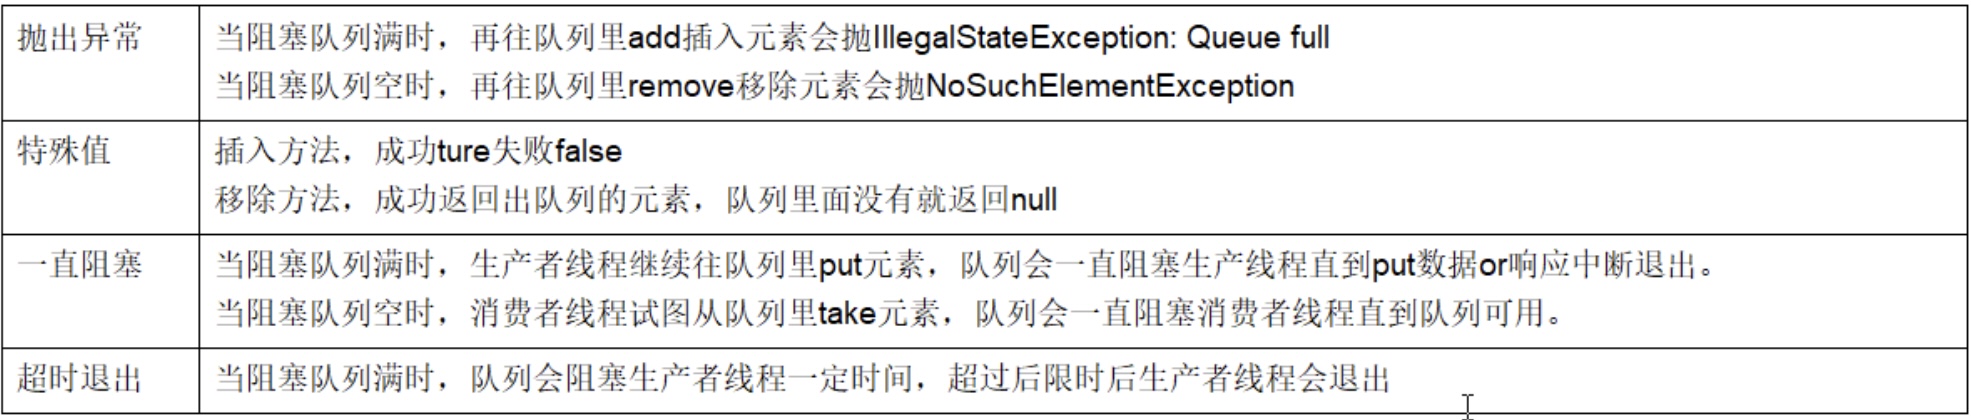 抛出异常
当阻塞队列满时，再往队列里add插入元素会抛IllegalStateException: Queue full
当阻塞队列空时，再往队列里remove移除元素会抛NoSuchElementException
特殊值
插入方法，成功ture失败false
移除方法，成功返回出队列的元素，队列里面没有就返回null
一直阻塞
当阻塞队列满时，生产者线程继续往队列里put元素，队列会一直阻塞生产线程直到put数据or响应中断退出。
当阻塞队列空时，消费者线程试图从队列里take元素，队列会一直阻塞消费者线程直到队列可用。
超时退出
当阻塞队列满时，队列会阻塞生产者线程一定时间，超过后限时后生产者线程会退出